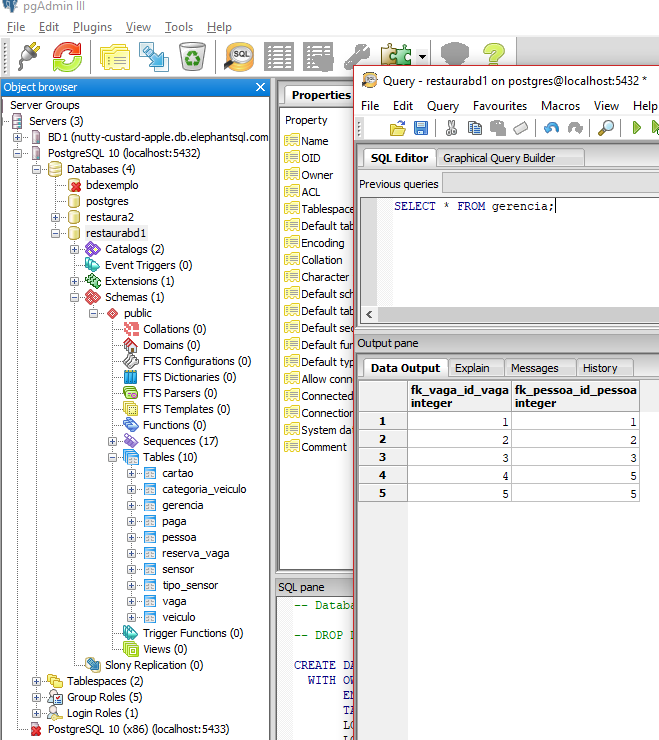 pgAdmin III
File Edit Plugins View Tools Help
Object browser
Server Groups
Servers (3)
BD1 (nutty-custard-apple.db.elephantsql.com
PostgreSQL 10 (localhost:5432)
Databases (4)
bdexemplo
postgres
restaura2
restaurabd1
Catalogs (2)
Event Triggers (0)
Extensions (1)
Schemas (1)
public
Collations (0)
Domains (0)
FTS Configurations (0)
FTS Dictionaries (0)
FTS Parsers (0)
FTS Templates (0)
Functions (0)
Sequences (17)
Tables (10)
cartao
categoria_veiculo
gerencia
paga
pessoa
reserva_vaga
sensor
tipo_sensor
vaga
veiculo
Trigger Functions (0)
Views (0)
Slony Replication (0)
Tablespaces (2)
Group Roles (5)
Login Roles (1)
PostgreSQL 10 (x86) (localhost:5433)
Properties
Property
Name
OID
Owner
ACL
Tablespace
Default tab
Encoding
Collation
Character
Default sch
Default tab
Default seq
Default fun
Default typ
Allow conn
Connected
Connection
System dat
Comment
SQL pane
-- Databa
-- DROP D
CREATE DA
WITH OW
EN
TA
LC
LC
Query - restaurabd1 on postgres@localhost:5432 *
File Edit Query Favourites Macros View Help
SQL Editor Graphical Query Builder
Previous queries
SELECT * FROM gerencia;
Output pane
Data Output Explain Messages History
fk_vaga_id_vaga fk_pessoa_id_pessoa
integer integer
1 1 1
2 2 2
3 3 3
4 4 5
5 5 5